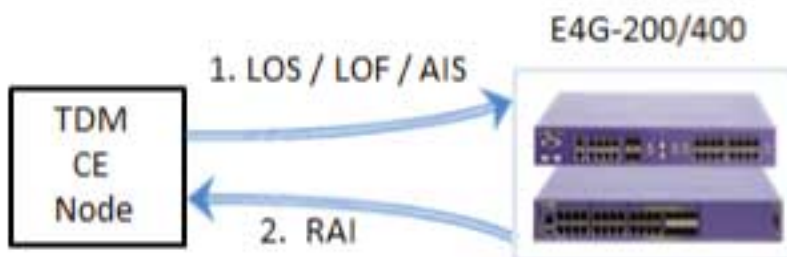 E4G-200/400
1. LOS / LOF / AIS
TDM
CE
Node
2. RAI